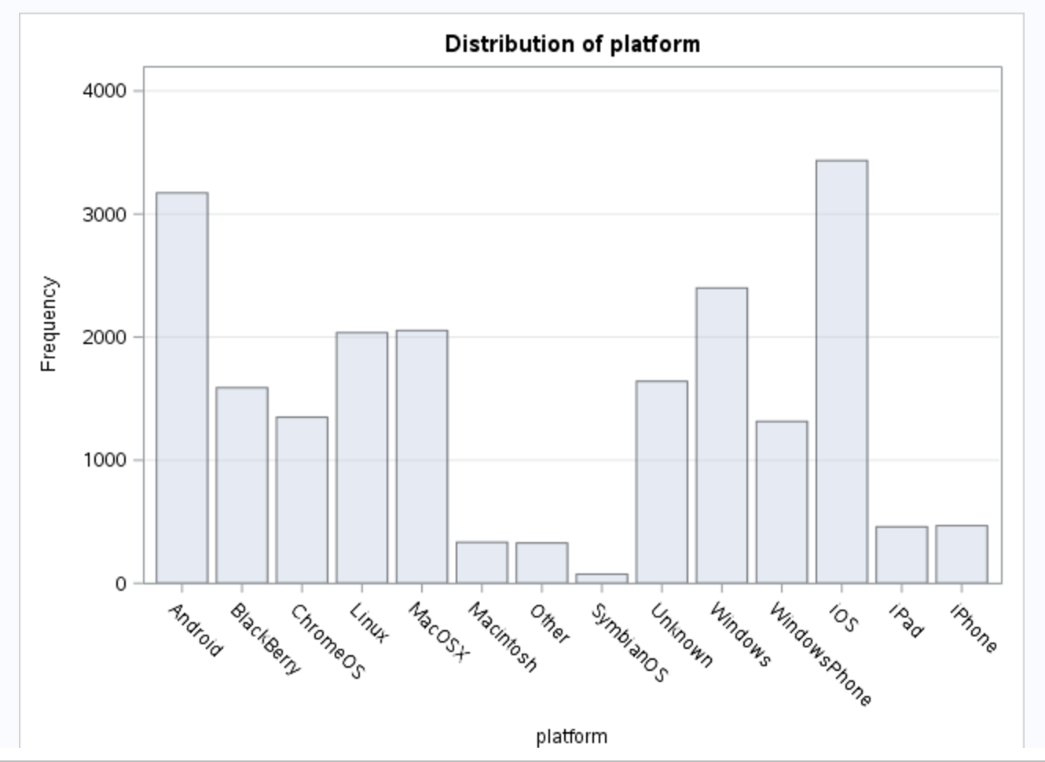 Distribution of platform
4000
3000
2000
1000
0
Frequency
Android
BlackBerry
ChromeOS
Linux
MacOSX
Macintosh
Other
SymbianOS
Unknown
Windows
WindowsPhone
iOS
iPad
iPhone
platform